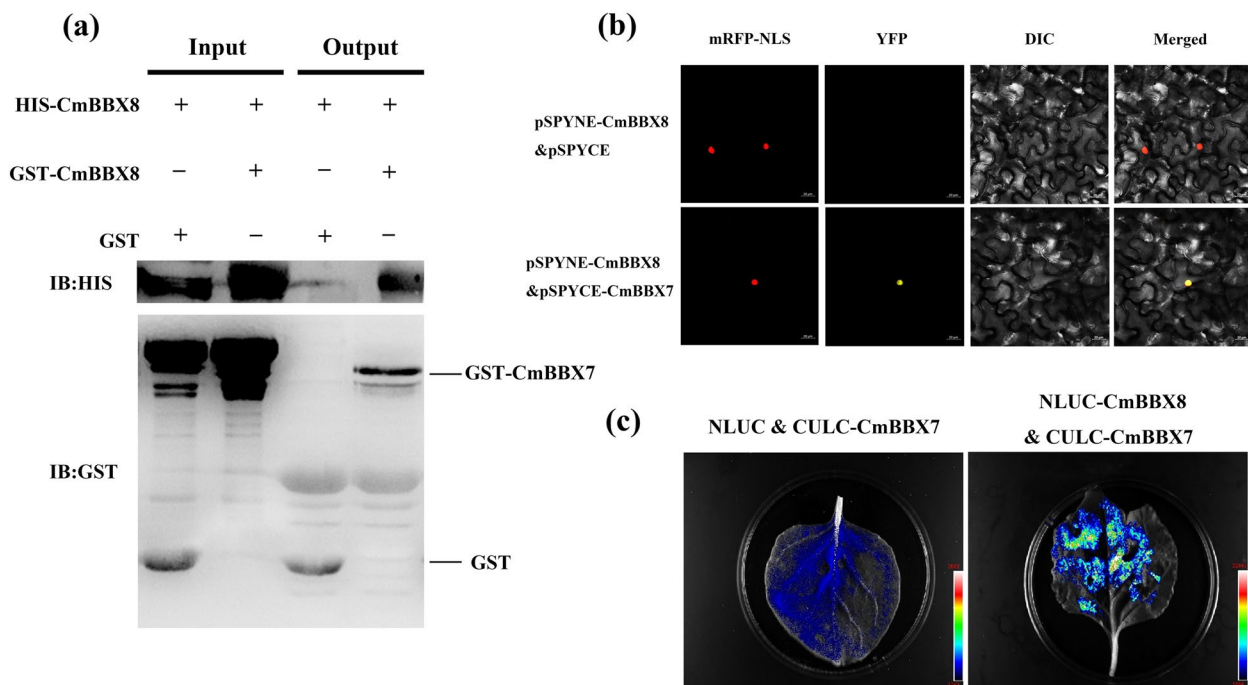 (a)
Input Output
HIS-CmBBX8 + + + +
GST-CmBBX8 − + − +
GST + − + −
IB:HIS
GST-CmBBX7
IB:GST
GST
(b)
mRFP-NLS YFP DIC Merged
pSPYNE-CmBBX8
&pSPYCE
pSPYNE-CmBBX8
&pSPYCE-CmBBX7
(c)
NLUC & CULC-CmBBX7
NLUC-CmBBX8
& CULC-CmBBX7